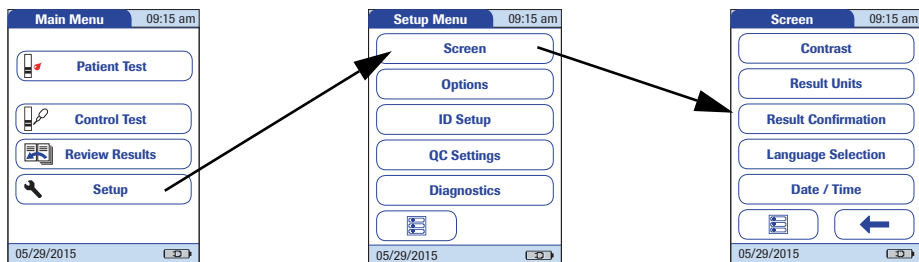 Main Menu 09:15 am
Patient Test
Control Test
Review Results
Setup
05/29/2015
Setup Menu 09:15 am
Screen
Options
ID Setup
QC Settings
Diagnostics
05/29/2015
Screen 09:15 am
Contrast
Result Units
Result Confirmation
Language Selection
Date / Time
05/29/2015